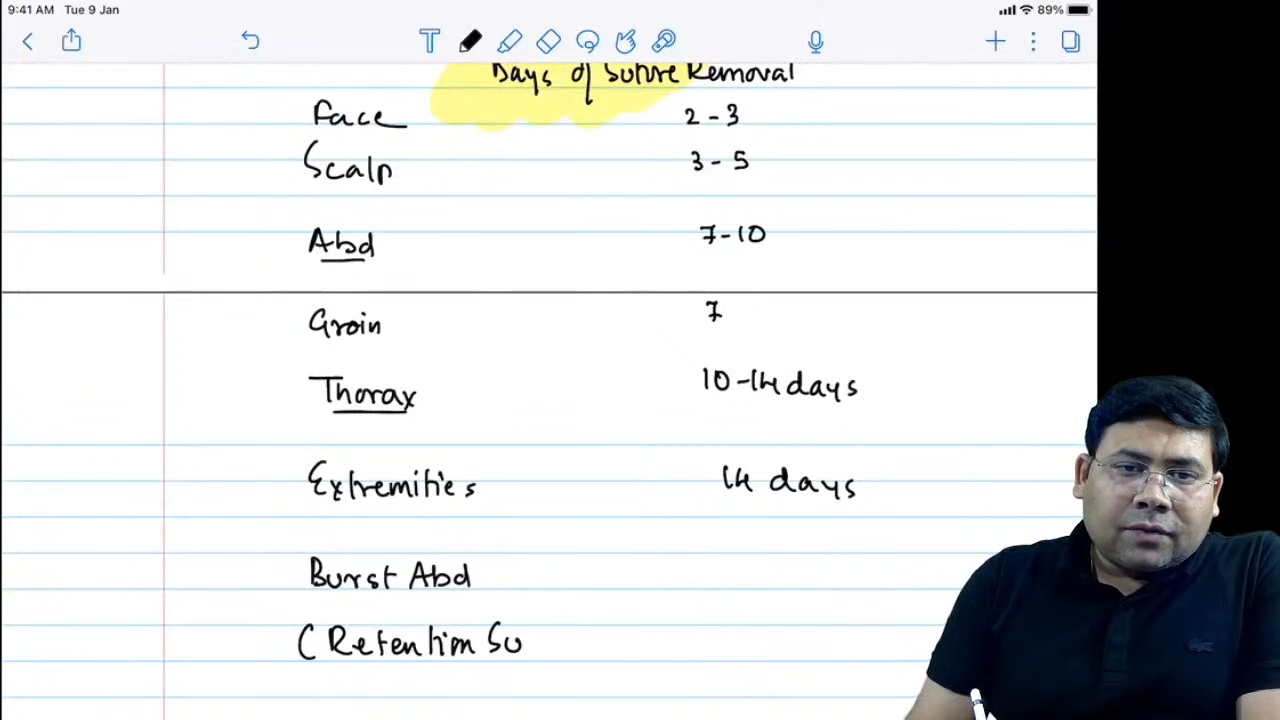 9:41 AM Tue 9 Jan 89%
Days of Suture Removal
Face 2 - 3
Scalp 3 - 5
Abd 7-10
Groin 7
Thorax 10-14 days
Extremities 14 days
Burst Abd
( Retention Su